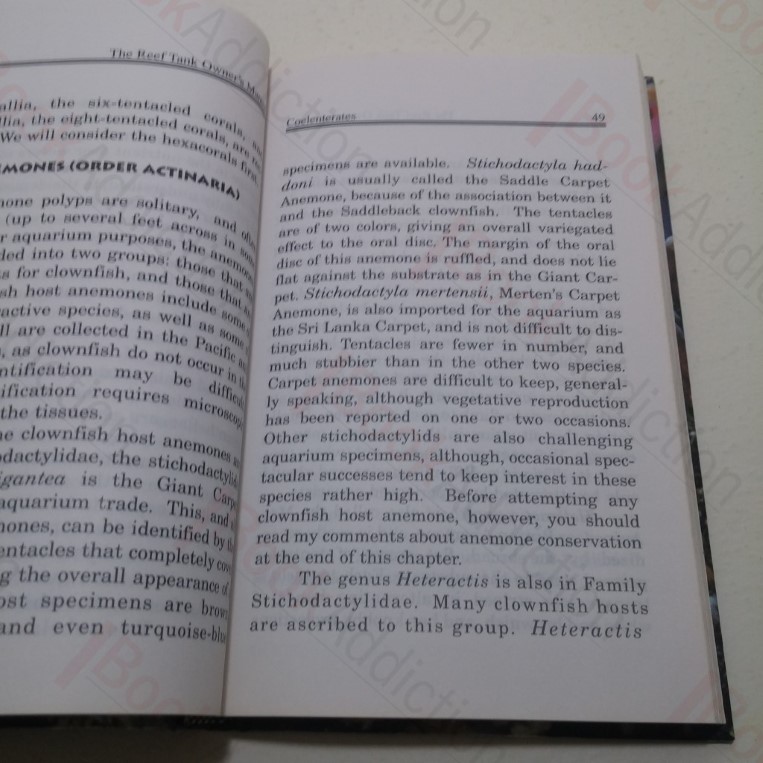 The Reef Tank Owner's
allia, the six-tentacled corals,
llia, the eight-tentacled corals, are
We will consider the hexacorals first.
EMONES (ORDER ACTINARIA)
one polyps are solitary, and
(up to several feet across in
r aquarium purposes, the
ded into two groups: those that
s for clownfish, and those that
sh host anemones include
ractive species, as well as some
ll are collected in the Pacific
, as clownfish do not occur in
ntification may be
ification requires
the tissues.
e clownfish host anemones
odactylidae, the
igantea is the Giant
aquarium trade. This, and
mones, can be identified by
entacles that completely
g the overall appearance of
ost specimens are
and even
Coelenterates 49
specimens are available. Stichodactyla had-
doni is usually called the Saddle Carpet
Anemone, because of the association between it
and the Saddleback clownfish. The tentacles
are of two colors, giving an overall variegated
effect to the oral disc. The margin of the oral
disc of this anemone is ruffled, and does not lie
flat against the substrate as in the Giant Car-
pet. Stichodactyla mertensii, Merten's Carpet
Anemone, is also imported for the aquarium as
the Sri Lanka Carpet, and is not difficult to dis-
tinguish. Tentacles are fewer in number, and
much stubbier than in the other two species.
Carpet anemones are difficult to keep, general-
ly speaking, although vegetative reproduction
has been reported on one or two occasions.
Other stichodactylids are also challenging
aquarium specimens, although, occasional spec-
tacular successes tend to keep interest in these
species rather high. Before attempting any
clownfish host anemone, however, you should
read my comments about anemone conservation
at the end of this chapter.
The genus Heteractis is also in Family
Stichodactylidae. Many clownfish hosts
are ascribed to this group. Heteractis
BookAddiction